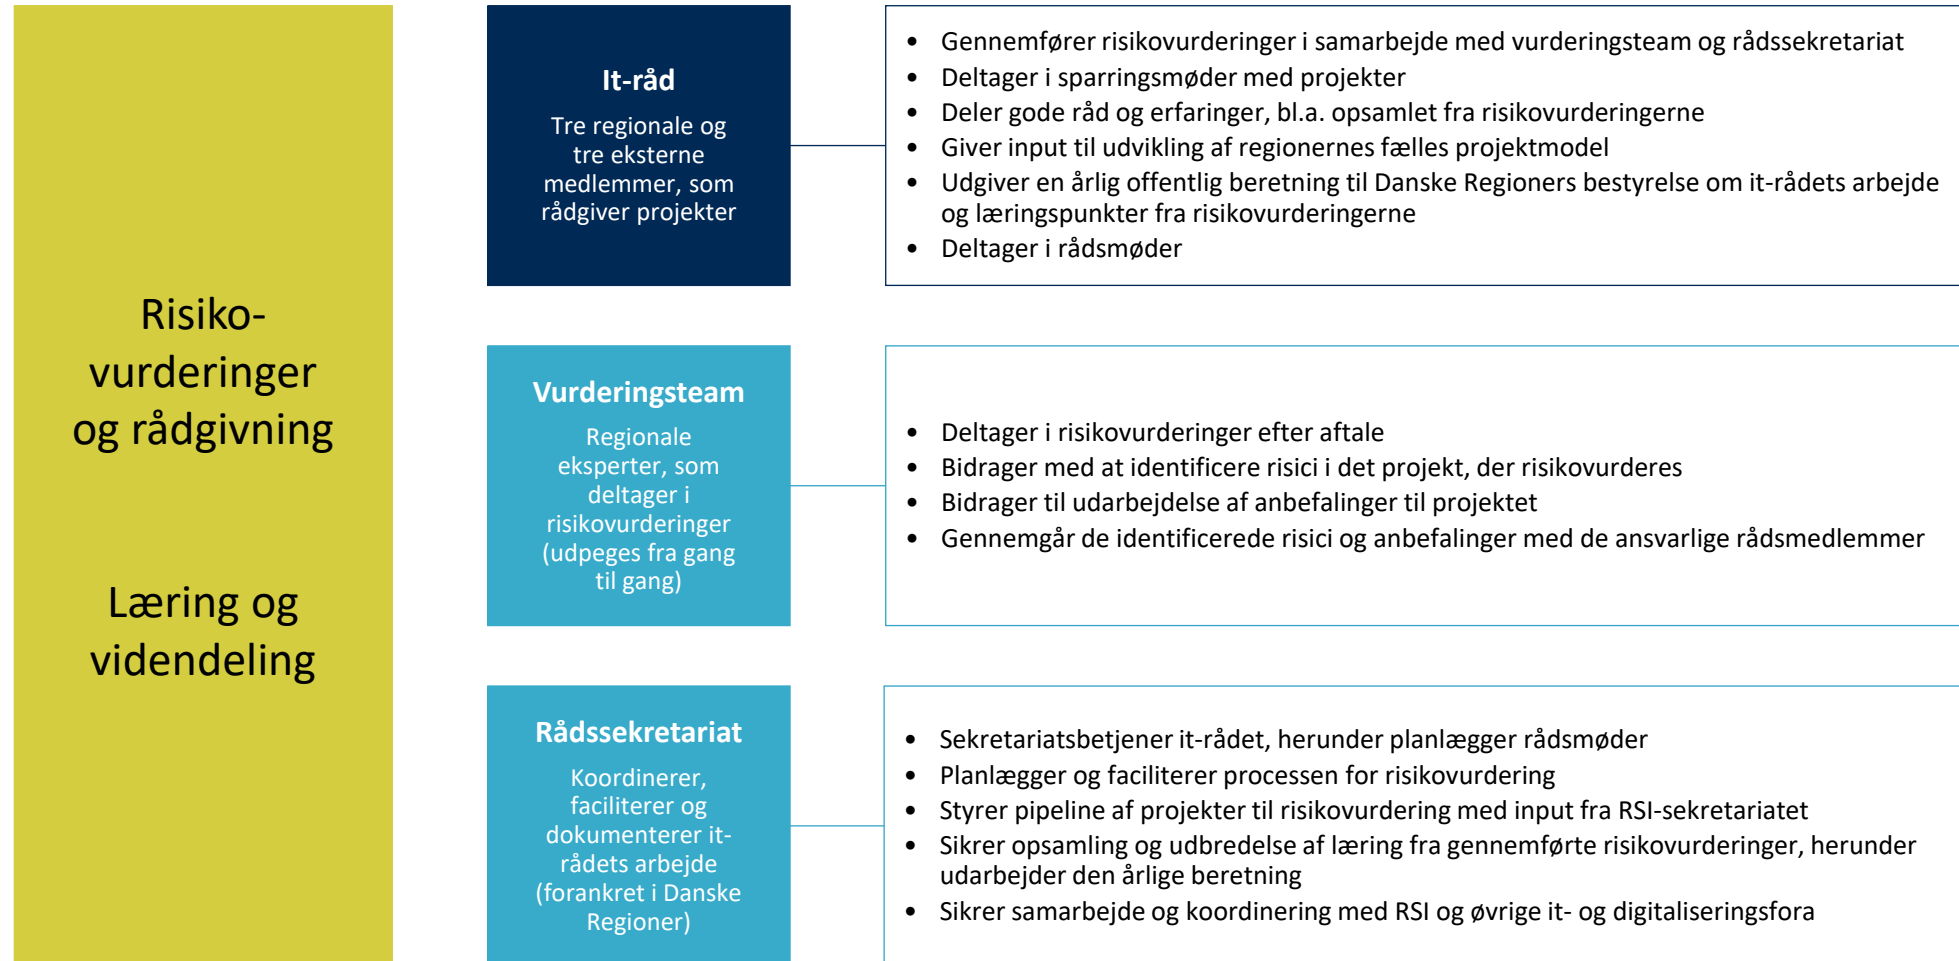 Risiko-
vurderinger
og rådgivning
Læring og
videndeling
It-råd
Tre regionale og
tre eksterne
medlemmer, som
rådgiver projekter
• Gennemfører risikovurderinger i samarbejde med vurderingsteam og rådssekretariat
• Deltager i sparringsmøder med projekter
• Deler gode råd og erfaringer, bl.a. opsamlet fra risikovurderingerne
• Giver input til udvikling af regionernes fælles projektmodel
• Udgiver en årlig offentlig beretning til Danske Regioners bestyrelse om it-rådets arbejde
og læringspunkter fra risikovurderingerne
• Deltager i rådsmøder
Vurderingsteam
Regionale
eksperter, som
deltager i
risikovurderinger
(udpeges fra gang
til gang)
• Deltager i risikovurderinger efter aftale
• Bidrager med at identificere risici i det projekt, der risikovurderes
• Bidrager til udarbejdelse af anbefalinger til projektet
• Gennemgår de identificerede risici og anbefalinger med de ansvarlige rådsmedlemmer
Rådssekretariat
Koordinerer,
faciliterer og
dokumenterer it-
rådets arbejde
(forankret i Danske
Regioner)
• Sekretariatsbetjener it-rådet, herunder planlægger rådsmøder
• Planlægger og faciliterer processen for risikovurdering
• Styrer pipeline af projekter til risikovurdering med input fra RSI-sekretariatet
• Sikrer opsamling og udbredelse af læring fra gennemførte risikovurderinger, herunder
udarbejder den årlige beretning
• Sikrer samarbejde og koordinering med RSI og øvrige it- og digitaliseringsfora